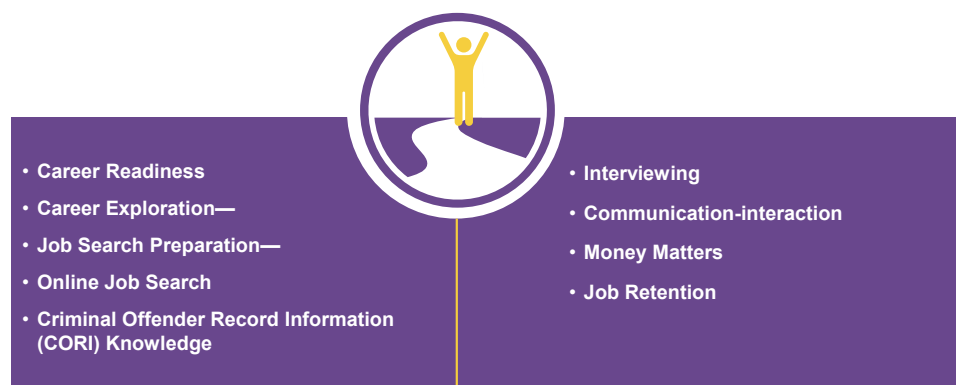 • Career Readiness
• Career Exploration—
• Job Search Preparation—
• Online Job Search
• Criminal Offender Record Information
(CORI) Knowledge
• Interviewing
• Communication-interaction
• Money Matters
• Job Retention